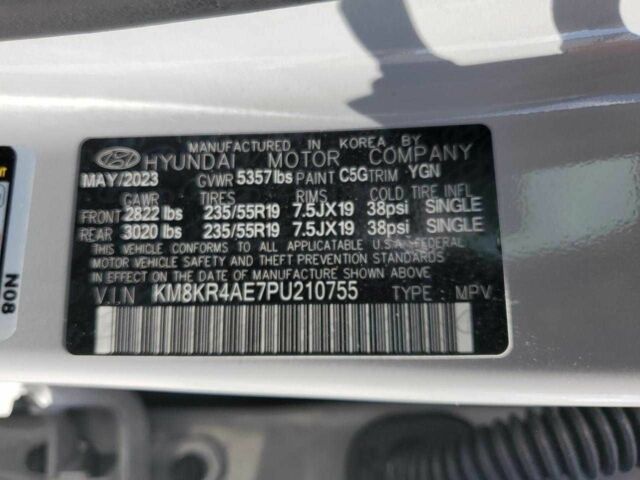 MANUFACTURED IN KOREA BY
HYUNDAI MOTOR COMPANY
MAY/2023 GVWR 5357lbs PAINT C5G TRIM YGN
GAWR TIRES RIMS COLD TIRE INFL.
FRONT 2822 lbs 235/55R19 7.5JX19 38psi SINGLE
REAR 3020 lbs 235/55R19 7.5JX19 38psi SINGLE
THIS VEHICLE CONFORMS TO ALL APPLICATABLE U.S.A FEDERAL
MOTOR VEHICLE SAFETY AND THEFT PREVENTION STANDARDS
IN EFFECT ON THE DATE OF MANUFACTURE SHOWN ABOVE
V.I.N KM8KR4AE7PU210755 TYPE : MPV
N08